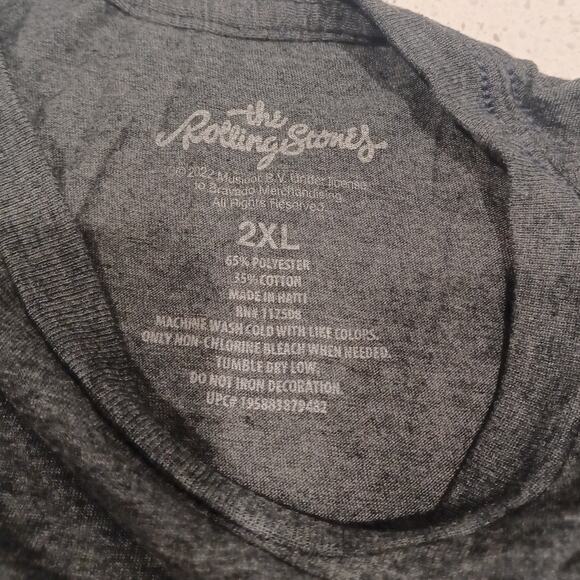 the
Rolling Stones
© 2022 Musidor B.V. Under license
to Bravado Merchandising.
All Rights Reserved.
2XL
65% POLYESTER
35% COTTON
MADE IN HAITI
RN# 117508
MACHINE WASH COLD WITH LIKE COLORS.
ONLY NON-CHLORINE BLEACH WHEN NEEDED.
TUMBLE DRY LOW.
DO NOT IRON DECORATION.
UPC# 195883879482